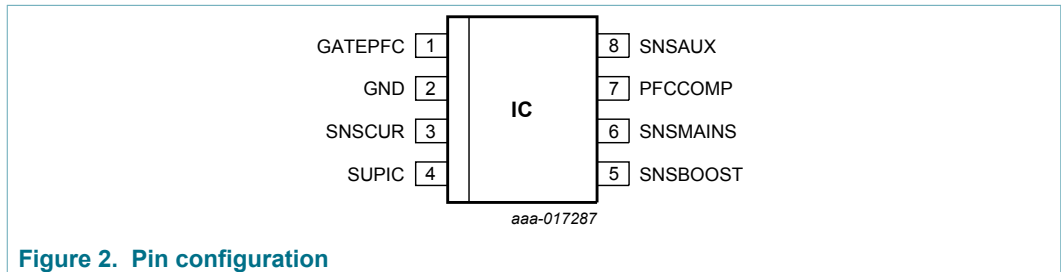 GATEPFC 1
GND 2
SNSCUR 3
SUPIC 4
IC
8 SNSAUX
7 PFCCOMP
6 SNSMAINS
5 SNSBOOST
aaa-017287
Figure 2. Pin configuration